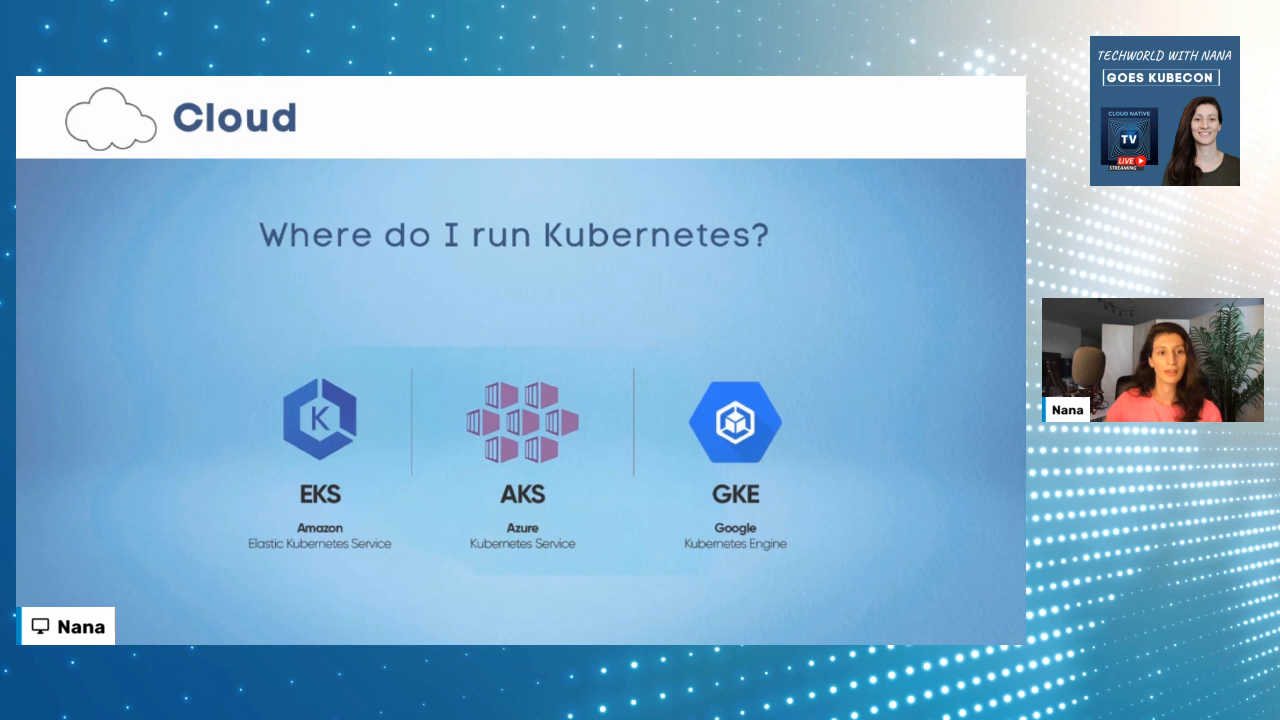 Cloud
Where do I run Kubernetes?
K
EKS
Amazon
Elastic Kubernetes Service
AKS
Azure
Kubernetes Service
GKE
Google
Kubernetes Engine
Nana
TECHWORLD WITH NANA
GOES KUBECON
CLOUD NATIVE
TV
LIVE
STREAMING
Nana